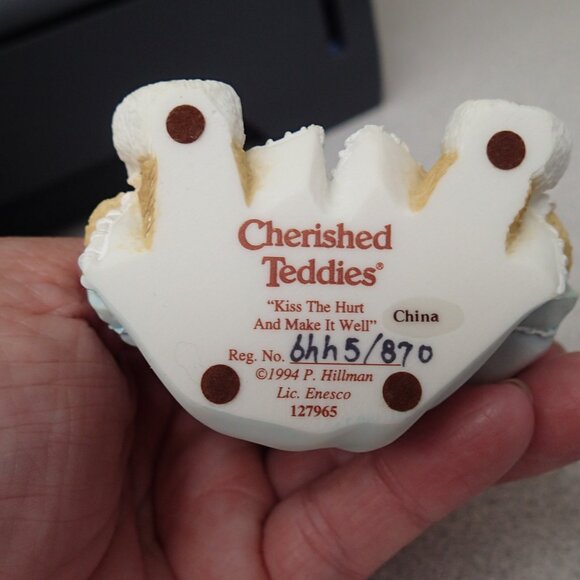 Cherished
Teddies®
"Kiss The Hurt
And Make It Well"
China
Reg. No. 6hh5/870
©1994 P. Hillman
Lic. Enesco
127965